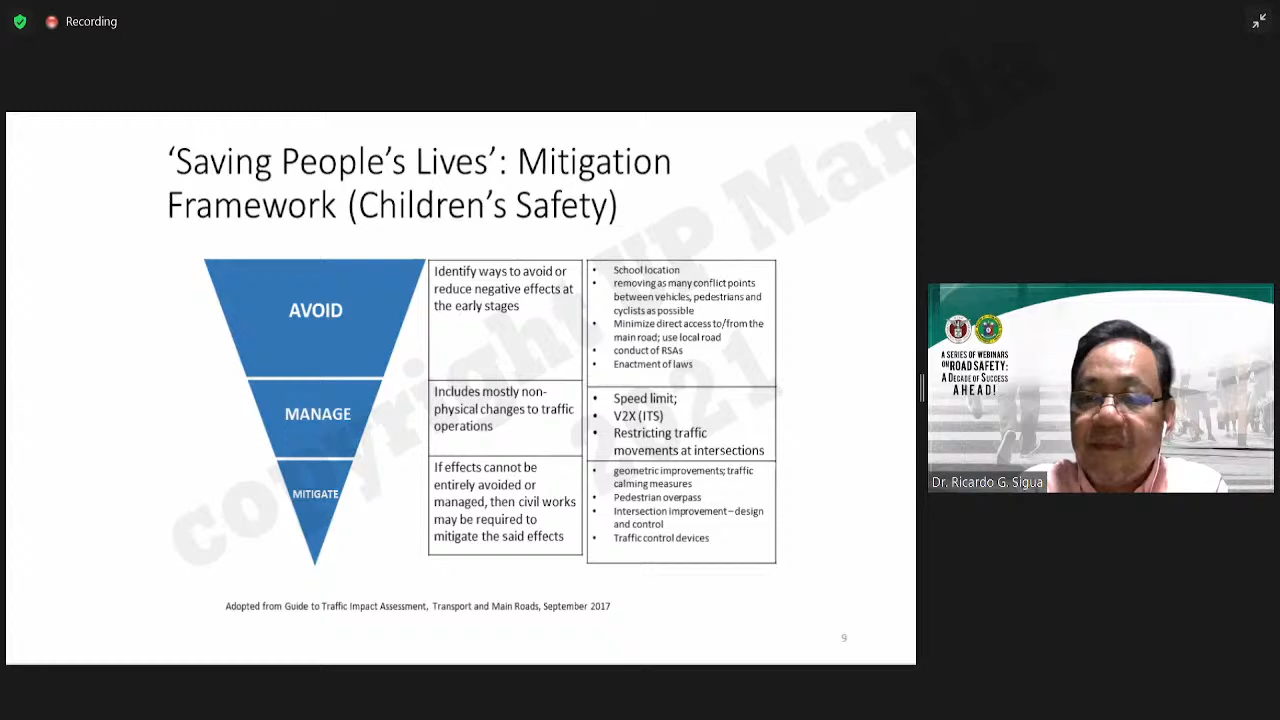 Recording
‘Saving People’s Lives’: Mitigation
Framework (Children’s Safety)
AVOID
Identify ways to avoid or
reduce negative effects at
the early stages
• School location
• removing as many conflict points
between vehicles, pedestrians and
cyclists as possible
• Minimize direct access to/from the
main road; use local road
• conduct of RSAs
• Enactment of laws
MANAGE
Includes mostly non-
physical changes to traffic
operations
• Speed limit;
• V2X (ITS)
• Restricting traffic
movements at intersections
MITIGATE
If effects cannot be
entirely avoided or
managed, then civil works
may be required to
mitigate the said effects
• geometric improvements; traffic
calming measures
• Pedestrian overpass
• Intersection improvement – design
and control
• Traffic control devices
Adopted from Guide to Traffic Impact Assessment, Transport and Main Roads, September 2017
9
copyright UP Manila
2021
A SERIES OF WEBINARS
ON ROAD SAFETY:
A DECADE OF SUCCESS
AHEAD!
Dr. Ricardo G. Sigua